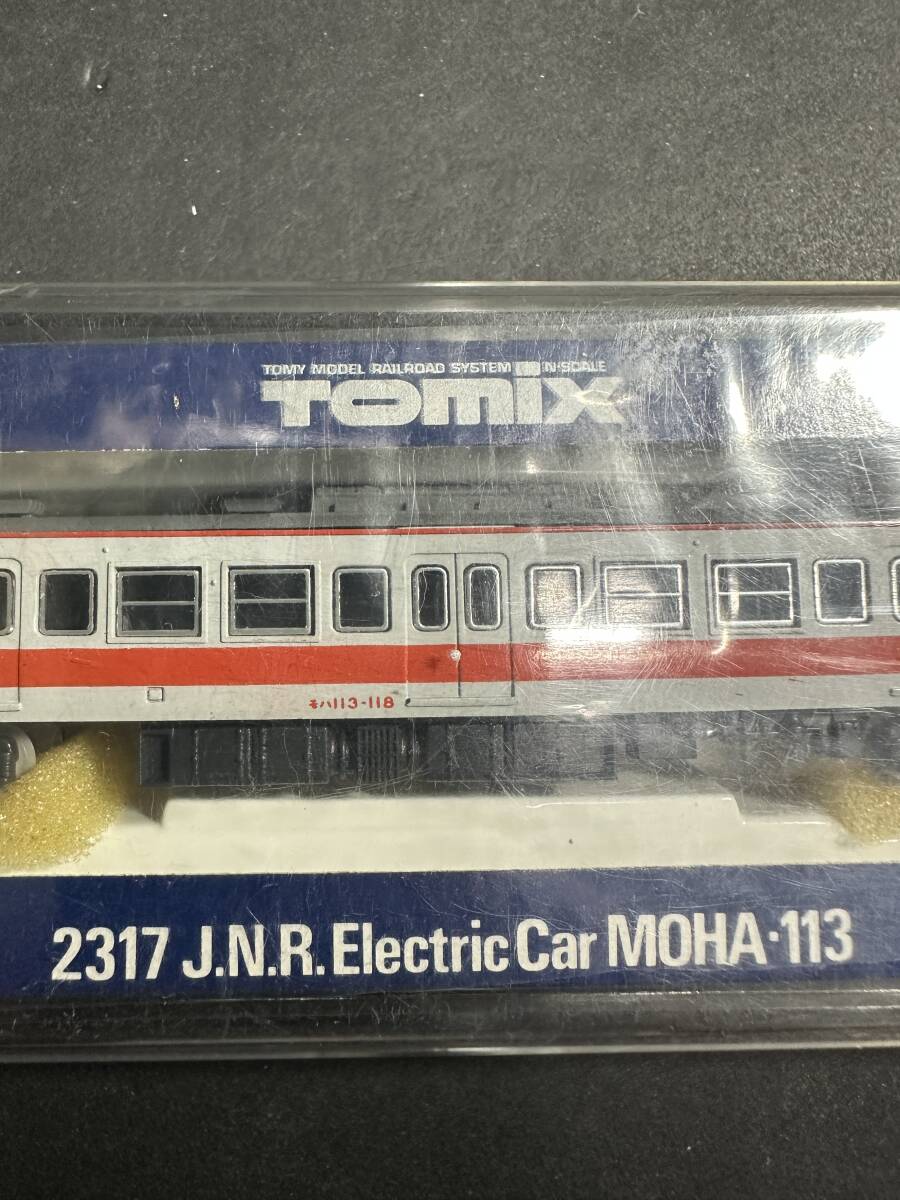 TOMY MODEL RAILROAD SYSTEM N·SCALE
TOMIX
モハ113-118
2317 J.N.R. Electric Car MOHA·113